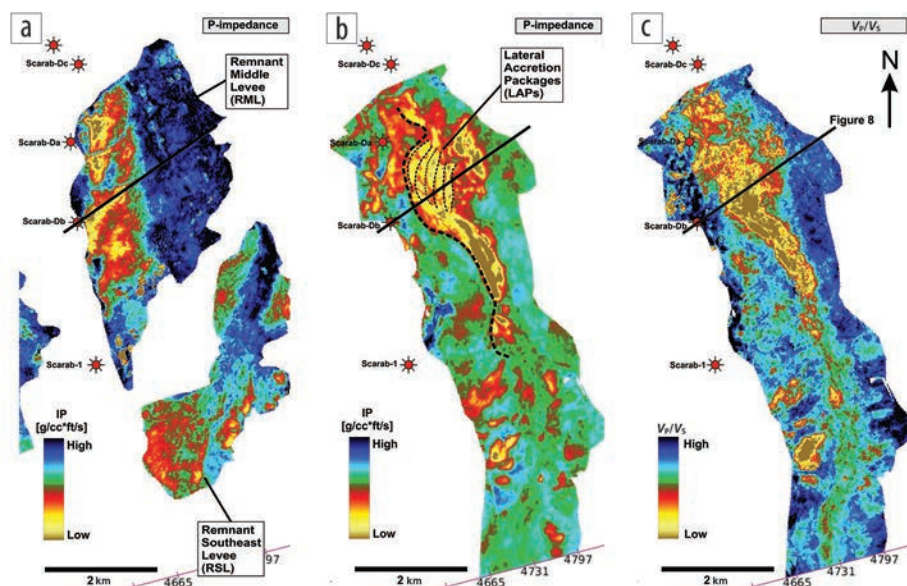 a
P-impedance
Scarab-Dc
Remnant
Middle
Levee
(RML)
Scarab-Da
Scarab-Db
Scarab-1
IP
[g/cc*ft/s]
High
Low
Remnant
Southeast
Levee
(RSL)
2 km
4665
4797
b
P-impedance
Scarab-Dc
Lateral
Accretion
Packages
(LAPs)
Scarab-Da
Scarab-Db
Scarab-1
IP
[g/cc*ft/s]
High
Low
2 km
4665
4731
4797
c
VP/VS
N
Scarab-Dc
Figure 8
Scarab-Da
Scarab-Db
Scarab-1
VP/VS
High
Low
2 km
4665
4731
4797